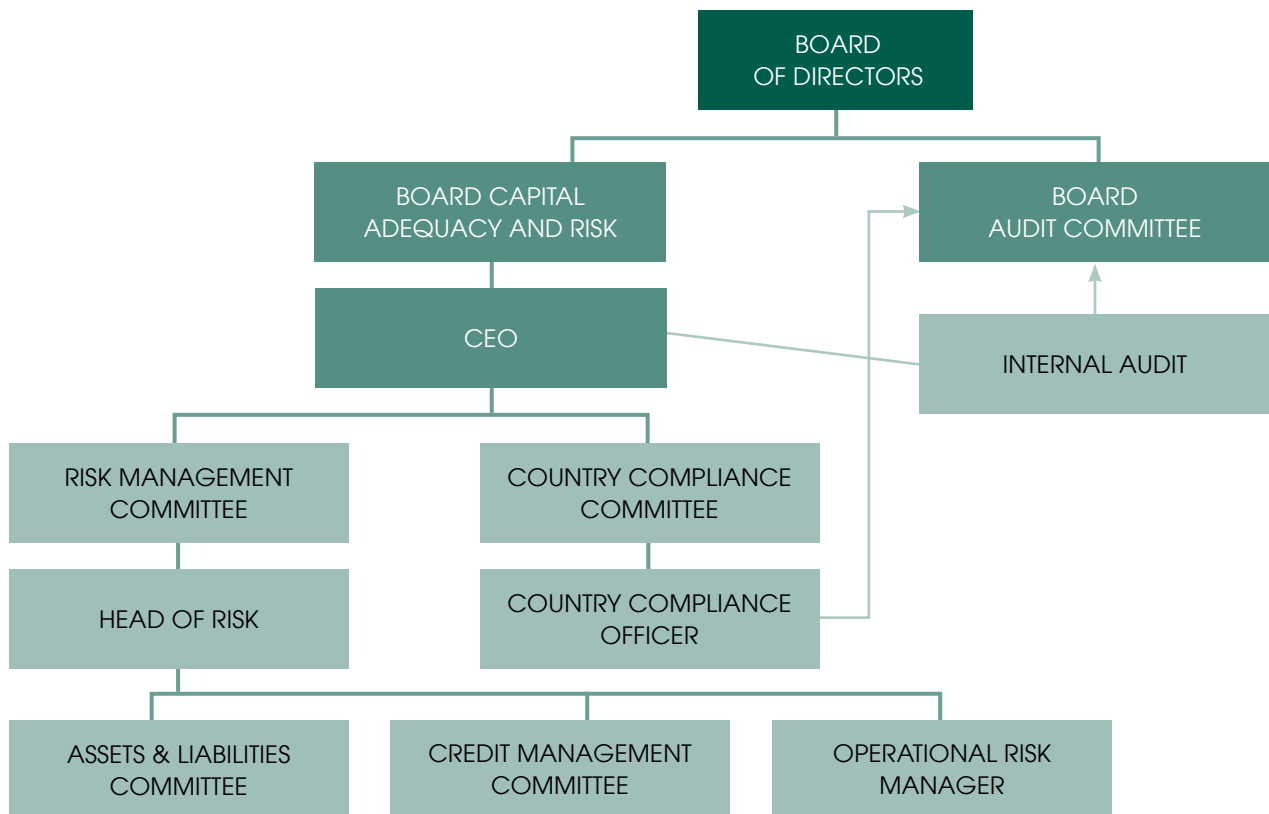 BOARD
OF DIRECTORS
BOARD CAPITAL
ADEQUACY AND RISK
BOARD
AUDIT COMMITTEE
CEO
INTERNAL AUDIT
RISK MANAGEMENT
COMMITTEE
COUNTRY COMPLIANCE
COMMITTEE
HEAD OF RISK
COUNTRY COMPLIANCE
OFFICER
ASSETS & LIABILITIES
COMMITTEE
CREDIT MANAGEMENT
COMMITTEE
OPERATIONAL RISK
MANAGER